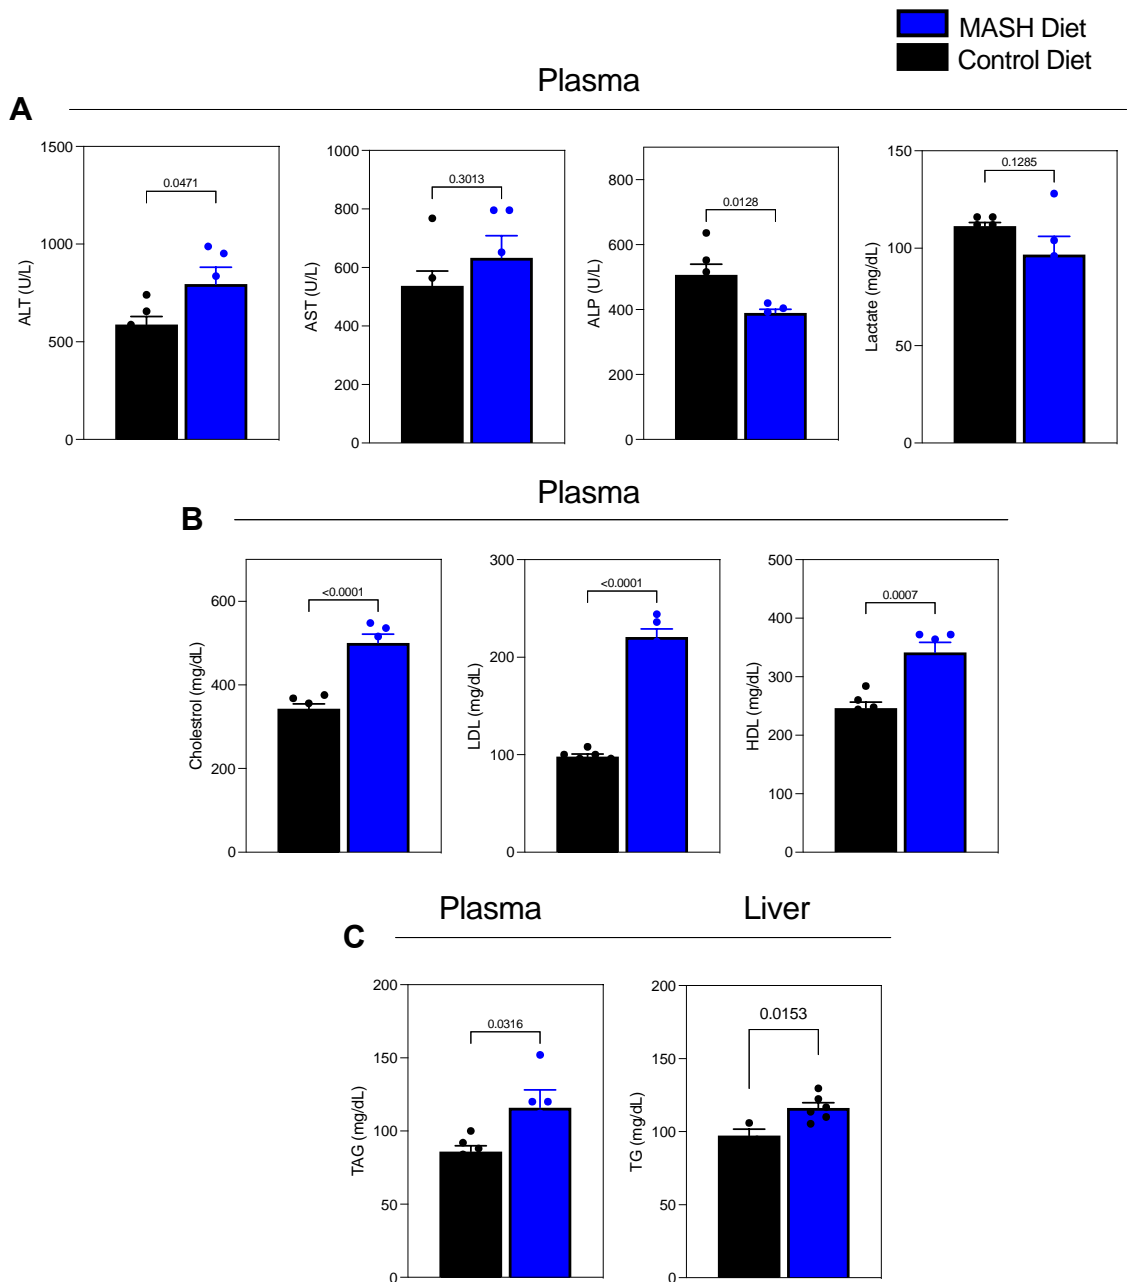 MASH Diet
Control Diet
Plasma
A
ALT (U/L)
1500
1000
500
0
0.0471
AST (U/L)
1000
800
600
400
200
0
0.3013
ALP (U/L)
800
600
400
200
0
0.0128
Lactate (mg/dL)
150
100
50
0
0.1285
Plasma
B
Cholestrol (mg/dL)
600
400
200
0
<0.0001
LDL (mg/dL)
300
200
100
0
<0.0001
HDL (mg/dL)
500
400
300
200
100
0
0.0007
Plasma
Liver
C
TAG (mg/dL)
200
150
100
50
0
0.0316
TG (mg/dL)
200
150
100
50
0
0.0153